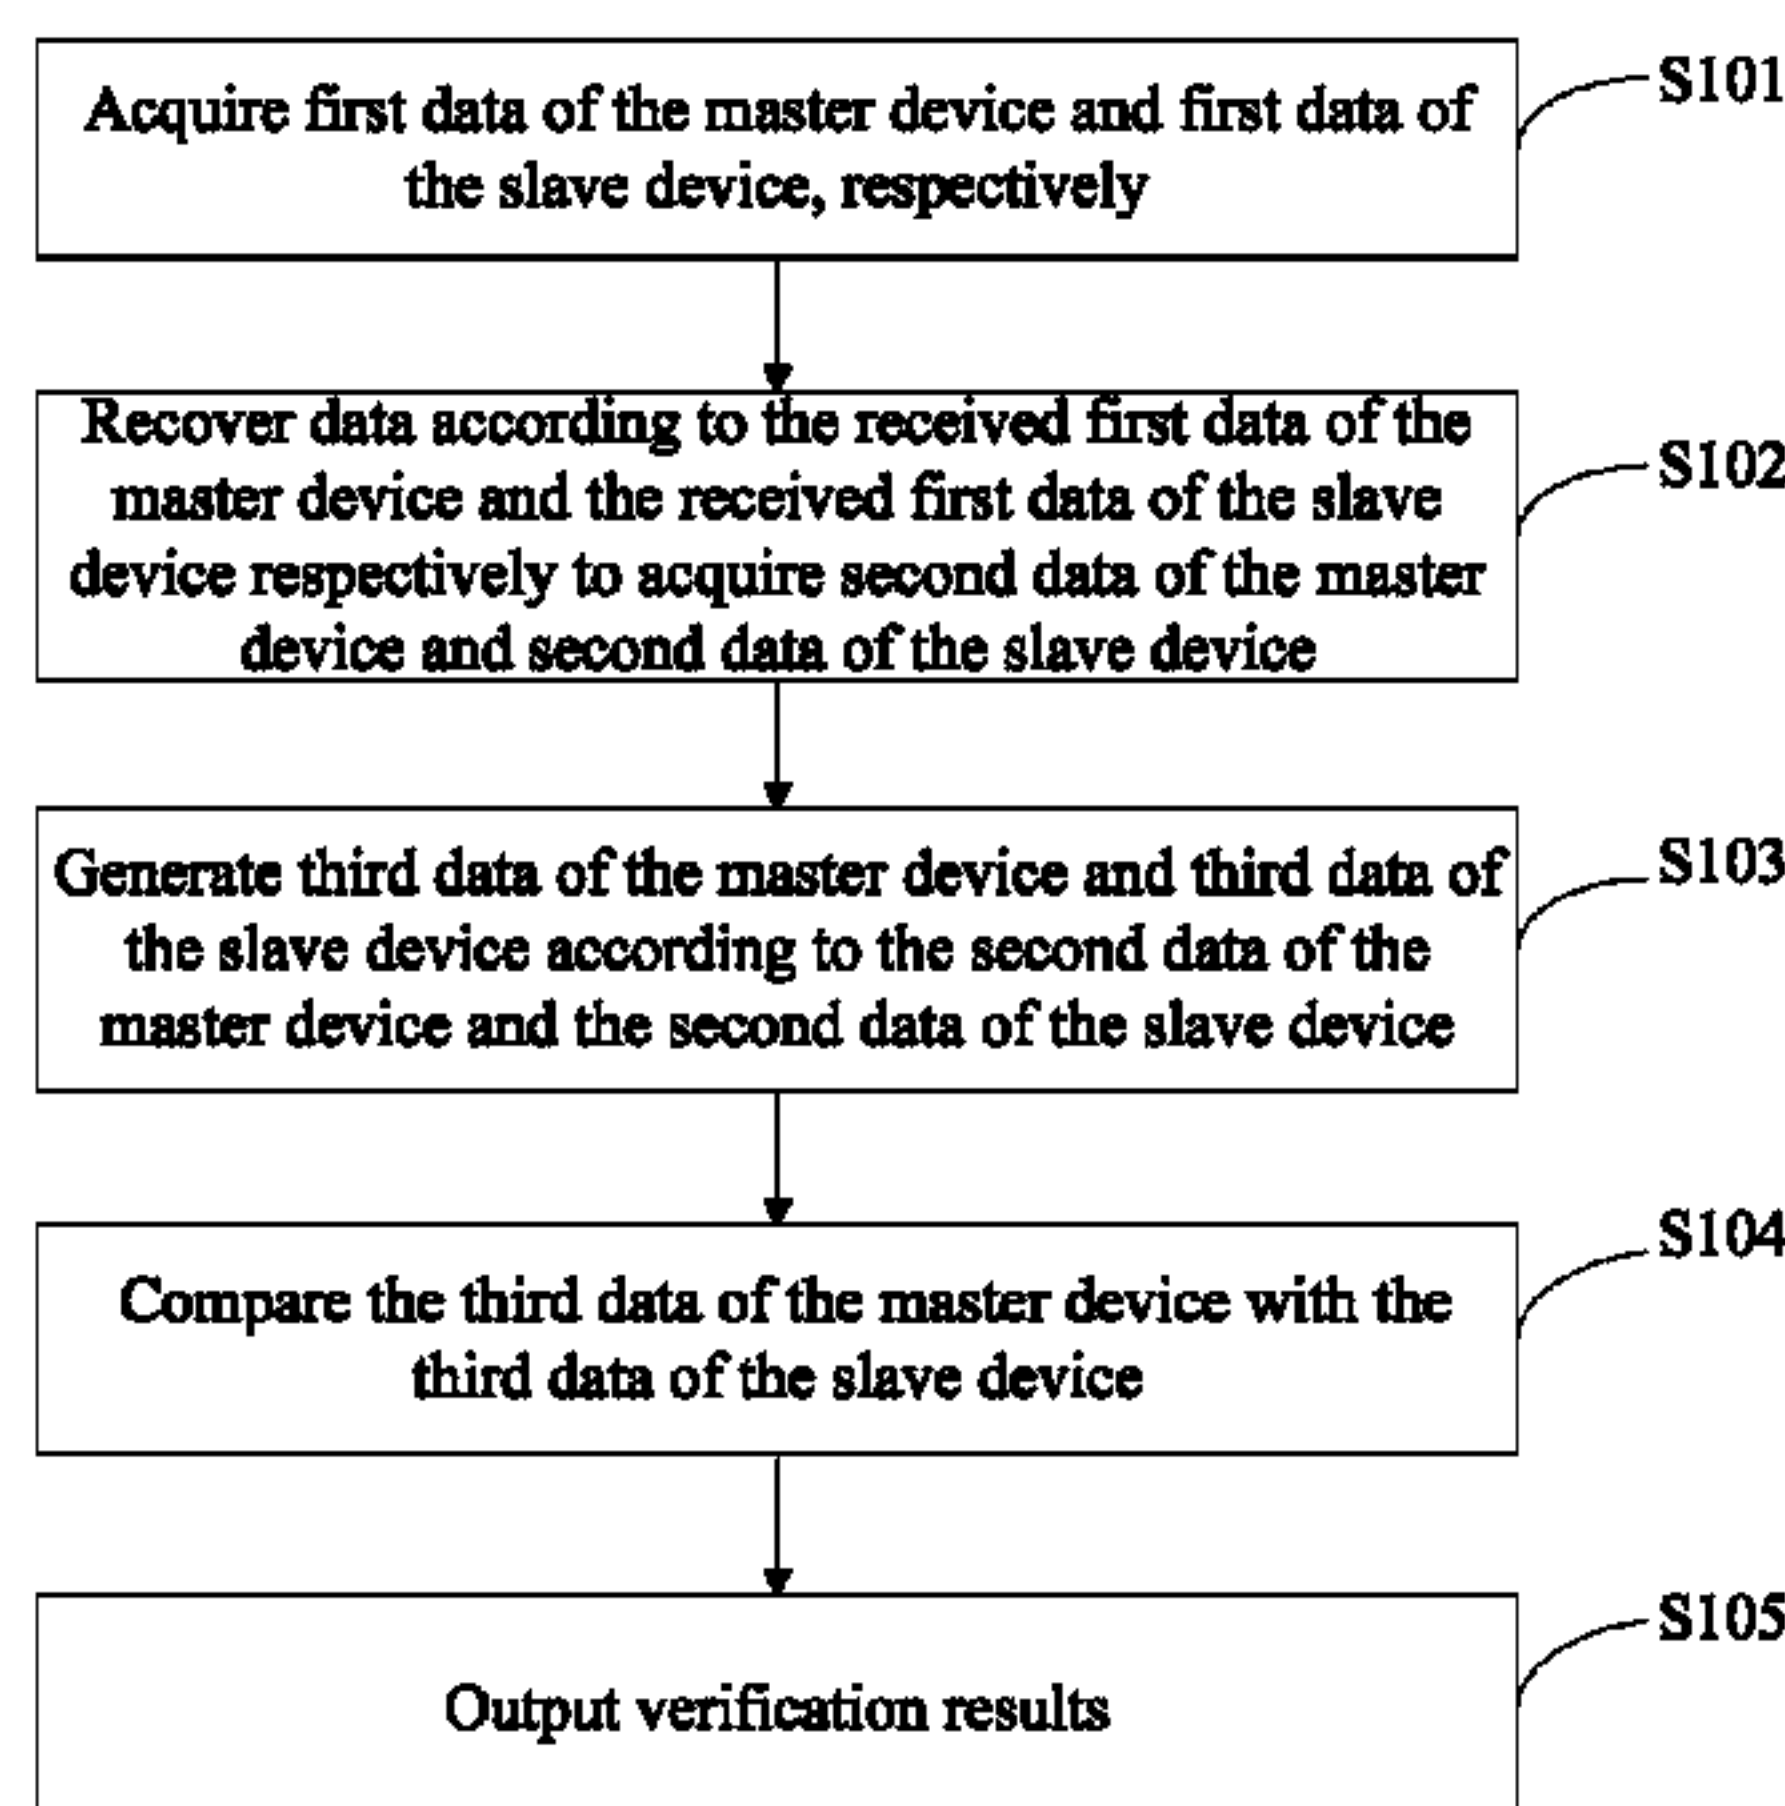 Acquire first data of the master device and first data of
the slave device, respectively
S101
Recover data according to the received first data of the
master device and the received first data of the slave
device respectively to acquire second data of the master
device and second data of the slave device
S102
Generate third data of the master device and third data of
the slave device according to the second data of the
master device and the second data of the slave device
S103
Compare the third data of the master device with the
third data of the slave device
S104
Output verification results
S105